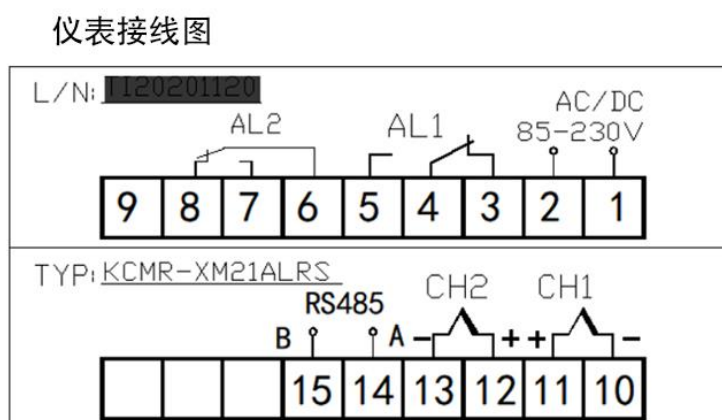 仪表接线图
L/N: TI20201120
AC/DC
AL2 AL1 85-230V
9 8 7 6 5 4 3 2 1
TYP: KCMR-XM21ALRS
CH2 CH1
RS485
B A - + + -
15 14 13 12 11 10